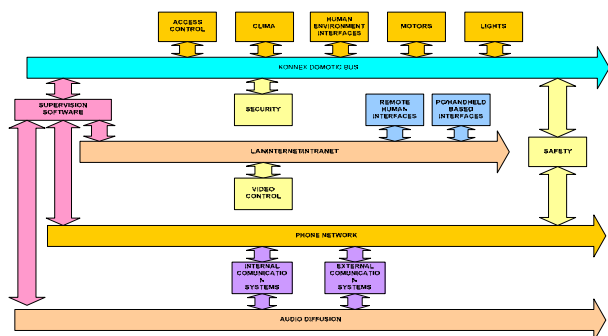 ACCESS
CONTROL
CLIMA
HUMAN
ENVIRONMENT
INTERFACES
MOTORS
LIGHTS
KONNEX DOMOTIC BUS
SUPERVISION
SOFTWARE
SECURITY
REMOTE
HUMAN
INTERFACES
PC/HANDHELD
BASED
INTERFACES
LAN/INTERNET/INTRANET
SAFETY
VIDEO
CONTROL
PHONE NETWORK
INTERNAL
COMUNICATIO
N SYSTEMS
EXTERNAL
COMUNICATIO
N SYSTEMS
AUDIO DIFFUSION